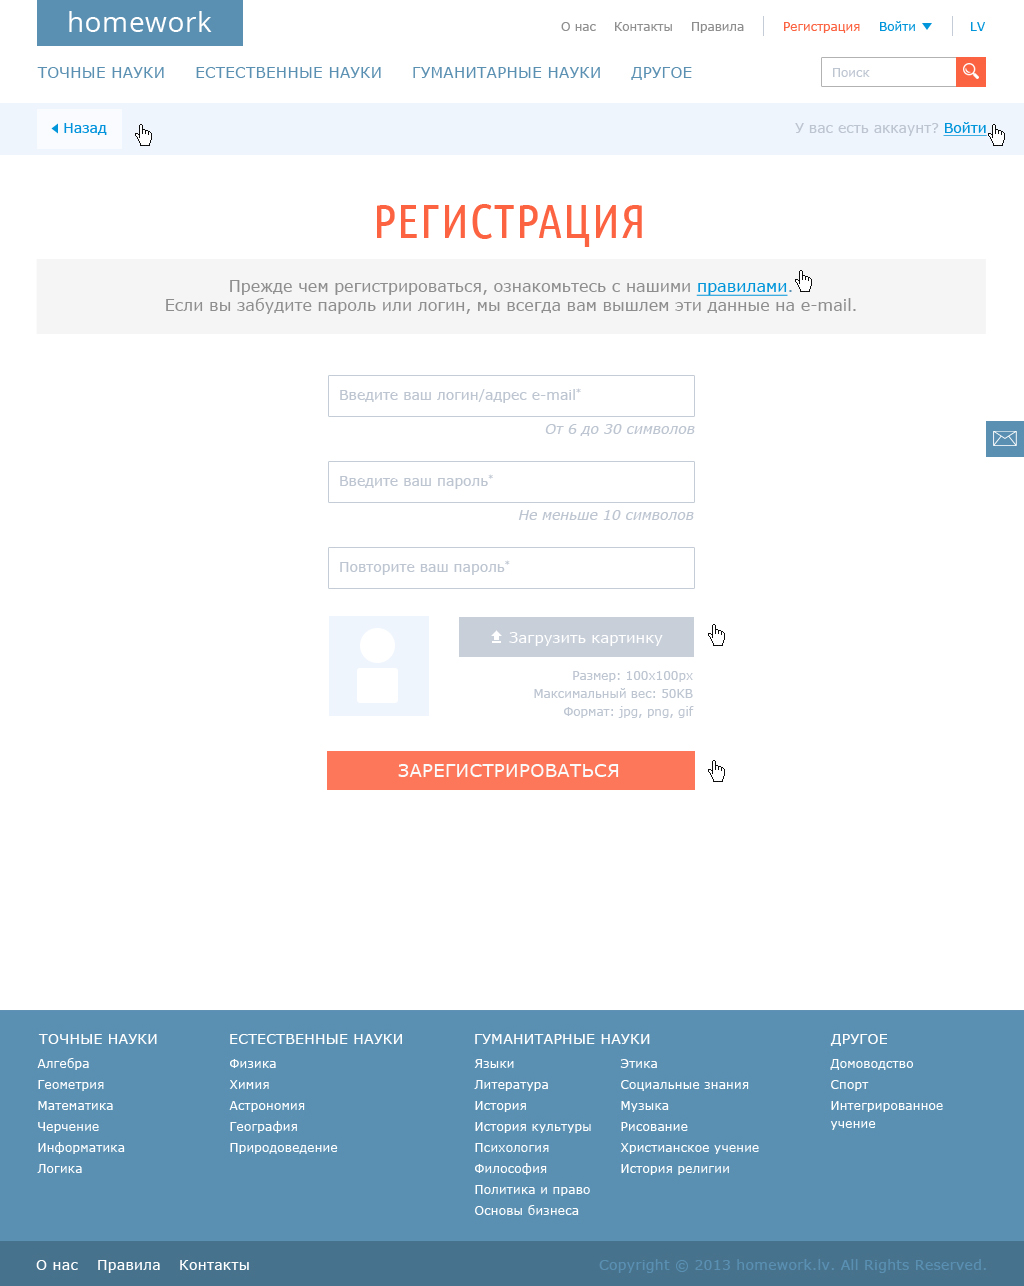 homework
О нас Контакты Правила Регистрация Войти LV
ТОЧНЫЕ НАУКИ ЕСТЕСТВЕННЫЕ НАУКИ ГУМАНИТАРНЫЕ НАУКИ ДРУГОЕ Поиск
Назад У вас есть аккаунт? Войти
РЕГИСТРАЦИЯ
Прежде чем регистрироваться, ознакомьтесь с нашими правилами.
Если вы забудите пароль или логин, мы всегда вам вышлем эти данные на e-mail.
Введите ваш логин/адрес e-mail*
От 6 до 30 символов
Введите ваш пароль*
Не меньше 10 символов
Повторите ваш пароль*
Загрузить картинку
Размер: 100x100px
Максимальный вес: 50KB
Формат: jpg, png, gif
ЗАРЕГИСТРИРОВАТЬСЯ
ТОЧНЫЕ НАУКИ
Алгебра
Геометрия
Математика
Черчение
Информатика
Логика
ЕСТЕСТВЕННЫЕ НАУКИ
Физика
Химия
Астрономия
География
Природоведение
ГУМАНИТАРНЫЕ НАУКИ
Языки
Литература
История
История культуры
Психология
Философия
Политика и право
Основы бизнеса
Этика
Социальные знания
Музыка
Рисование
Христианское учение
История религии
ДРУГОЕ
Домоводство
Спорт
Интегрированное
учение
О нас Правила Контакты Copyright © 2013 homework.lv. All Rights Reserved.